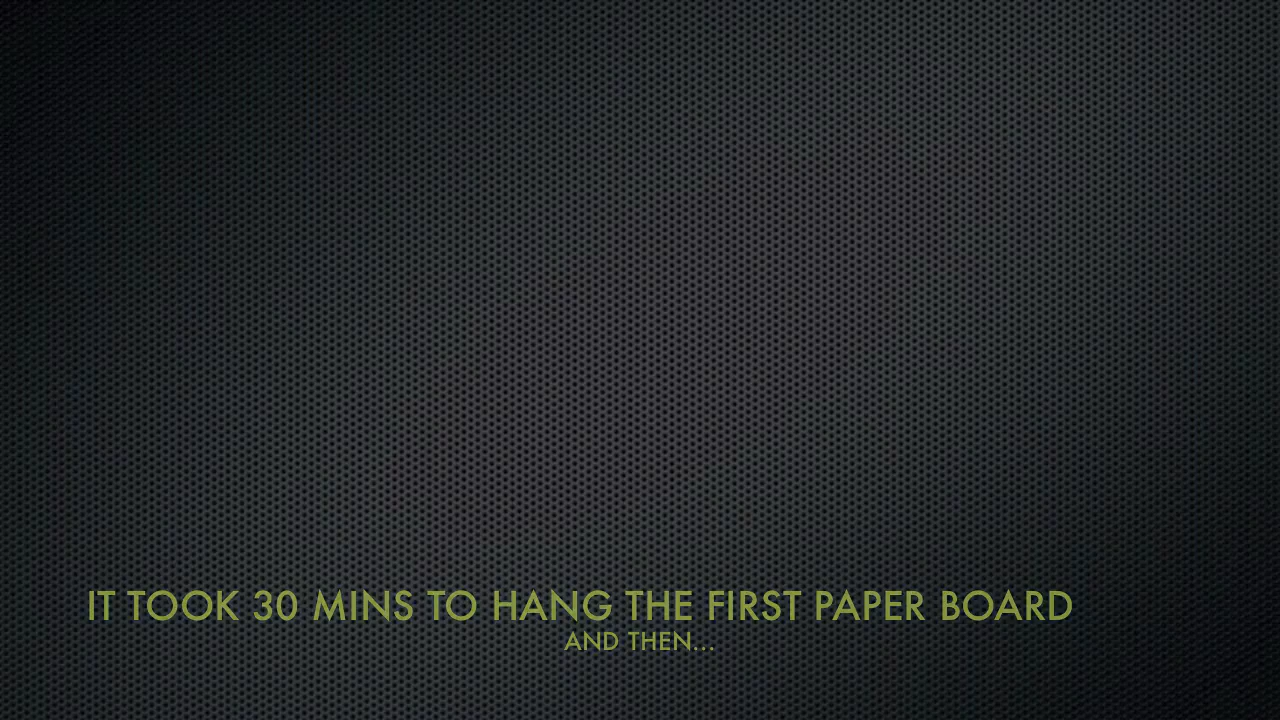 IT TOOK 30 MINS TO HANG THE FIRST PAPER BOARD
AND THEN...